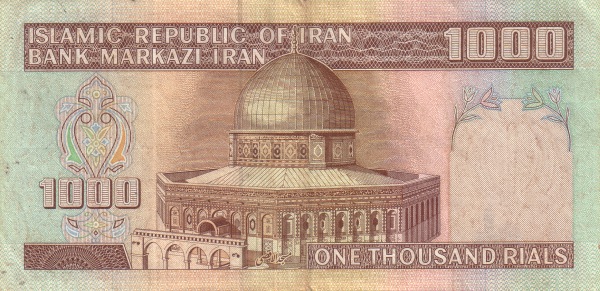 ISLAMIC REPUBLIC OF IRAN
BANK MARKAZI IRAN
1000
1000
ONE THOUSAND RIALS